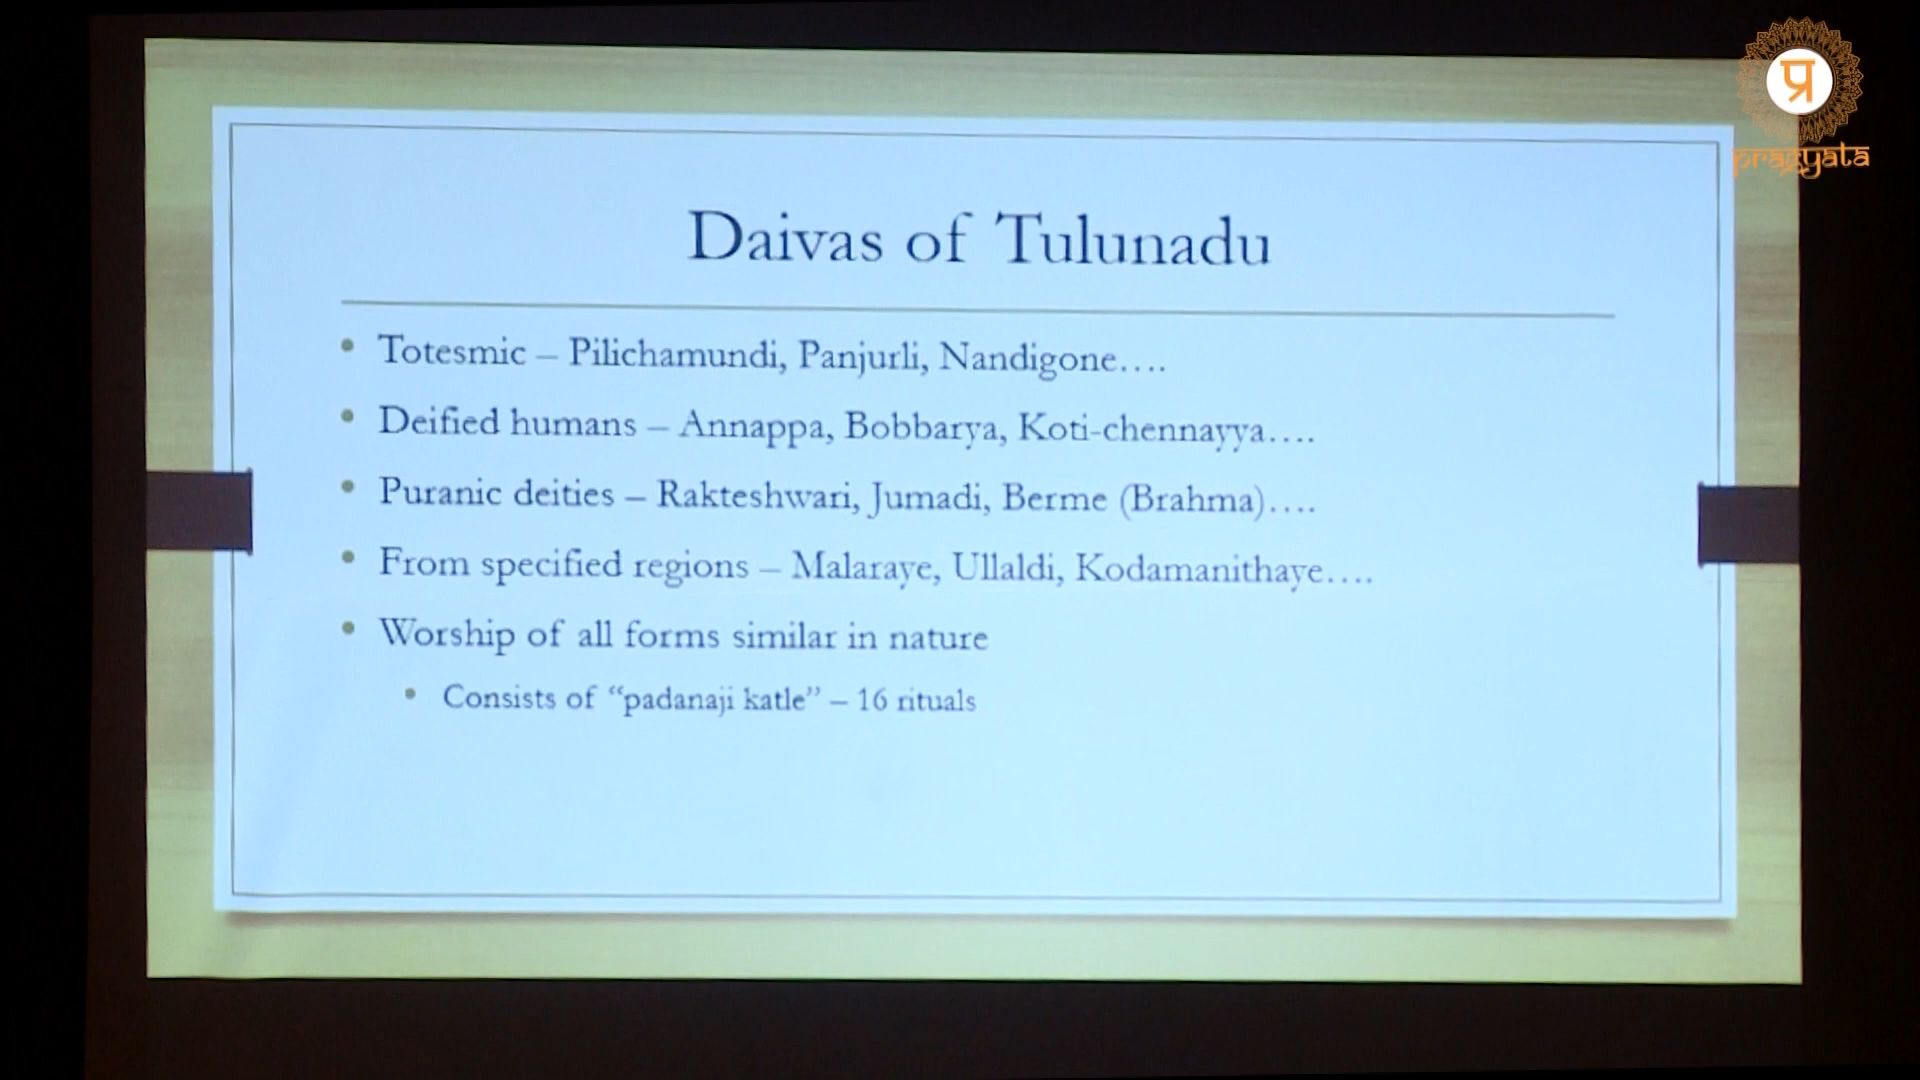 प्र
pragyata
Daivas of Tulunadu
• Totesmic – Pilichamundi, Panjurli, Nandigone….
• Deified humans – Annappa, Bobbarya, Koti-chennayya….
• Puranic deities – Rakteshwari, Jumadi, Berme (Brahma)….
• From specified regions – Malaraye, Ullaldi, Kodamanithaye….
• Worship of all forms similar in nature
• Consists of “padanaji katle” – 16 rituals